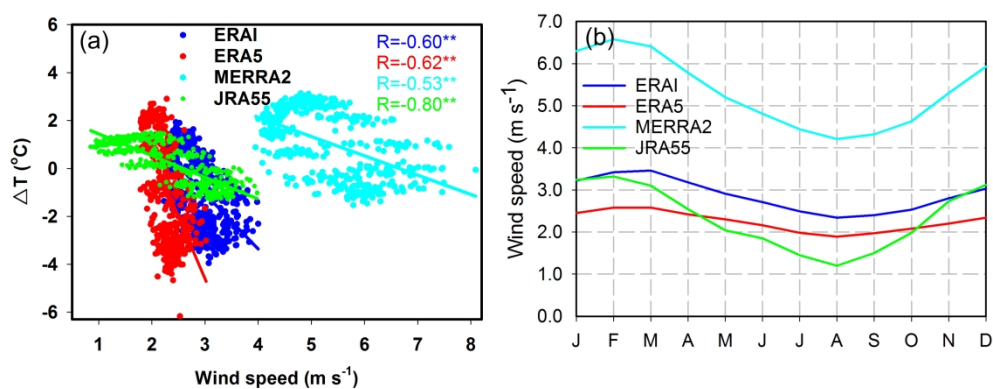 (a)
ERAI
ERA5
MERRA2
JRA55
R=-0.60**
R=-0.62**
R=-0.53**
R=-0.80**
6
4
2
0
-2
-4
-6
ΔT (°C)
1 2 3 4 5 6 7 8
Wind speed (m s⁻¹)
(b)
ERAI
ERA5
MERRA2
JRA55
7.0
6.0
5.0
4.0
3.0
2.0
1.0
0.0
Wind speed (m s⁻¹)
J F M A M J J A S O N D